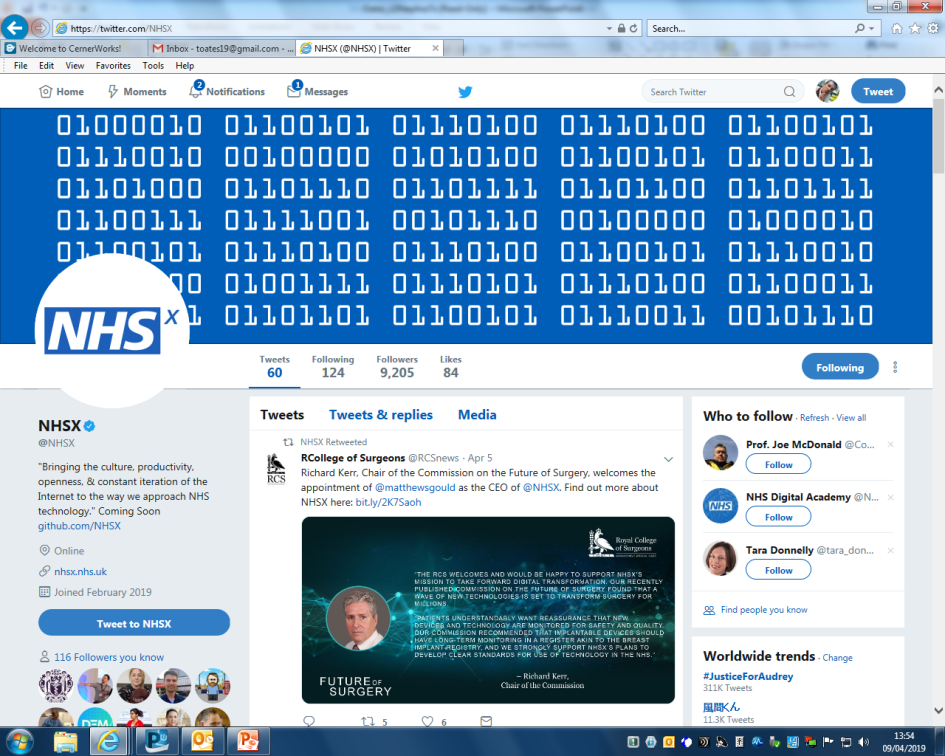 https://twitter.com/NHSX
Search...
Welcome to CernerWorks!
Inbox - toates19@gmail.com - ...
NHSX (@NHSX) | Twitter
File Edit View Favorites Tools Help
Home
Moments
2
Notifications
1
Messages
Search Twitter
Tweet
01000010 01100101 01110100 01110100 01100101
01110010 00100000 01010100 01100101 01100011
01101000 01101110 01101111 01101100 01101111
01100111 01111001 00101110 00100000 01000010
01100101 01110100
01110100 01100101
00 01110010 00100000
1001111 01110101 01110100 01100011
1 01101101 01100101 01110011 00101110
NHS X
Tweets
60
Following
124
Followers
9,205
Likes
84
Following
NHSX
@NHSX
"Bringing the culture, productivity,
openness, & constant iteration of the
Internet to the way we approach NHS
technology." Coming Soon
github.com/NHSX
Online
nhsx.nhs.uk
Joined February 2019
Tweet to NHSX
116 Followers you know
DEM
Tweets Tweets & replies Media
NHSX Retweeted
RCS
RCollege of Surgeons @RCSnews · Apr 5
Richard Kerr, Chair of the Commission on the Future of Surgery, welcomes the
appointment of @matthewsgould as the CEO of @NHSX. Find out more about
NHSX here: bit.ly/2K7Saoh
Royal College
of Surgeons
"THE RCS WELCOMES AND WOULD BE HAPPY TO SUPPORT NHSX'S
MISSION TO TAKE FORWARD DIGITAL TRANSFORMATION. OUR RECENTLY
PUBLISHED COMMISSION ON THE FUTURE OF SURGERY FOUND THAT A
WAVE OF NEW TECHNOLOGIES IS SET TO TRANSFORM SURGERY FOR
MILLIONS.
"PATIENTS UNDERSTANDABLY WANT REASSURANCE THAT NEW
DEVICES AND TECHNOLOGY ARE MONITORED FOR SAFETY AND QUALITY.
OUR COMMISSION RECOMMENDED THAT IMPLANTABLE DEVICES SHOULD
HAVE LONG-TERM MONITORING IN A REGISTER AKIN TO THE BREAST
IMPLANT REGISTRY, AND WE STRONGLY SUPPORT NHSX'S PLANS TO
DEVELOP CLEAR STANDARDS FOR USE OF TECHNOLOGY IN THE NHS."
– Richard Kerr,
Chair of the Commission
FUTURE OF
SURGERY
5
6
Who to follow · Refresh · View all
Prof. Joe McDonald @Co...
Follow
NHS
NHS Digital Academy @N...
Follow
Tara Donnelly @tara_don...
Follow
Find people you know
Worldwide trends · Change
#JusticeForAudrey
311K Tweets
風間くん
11.3K Tweets
13:54
09/04/2019